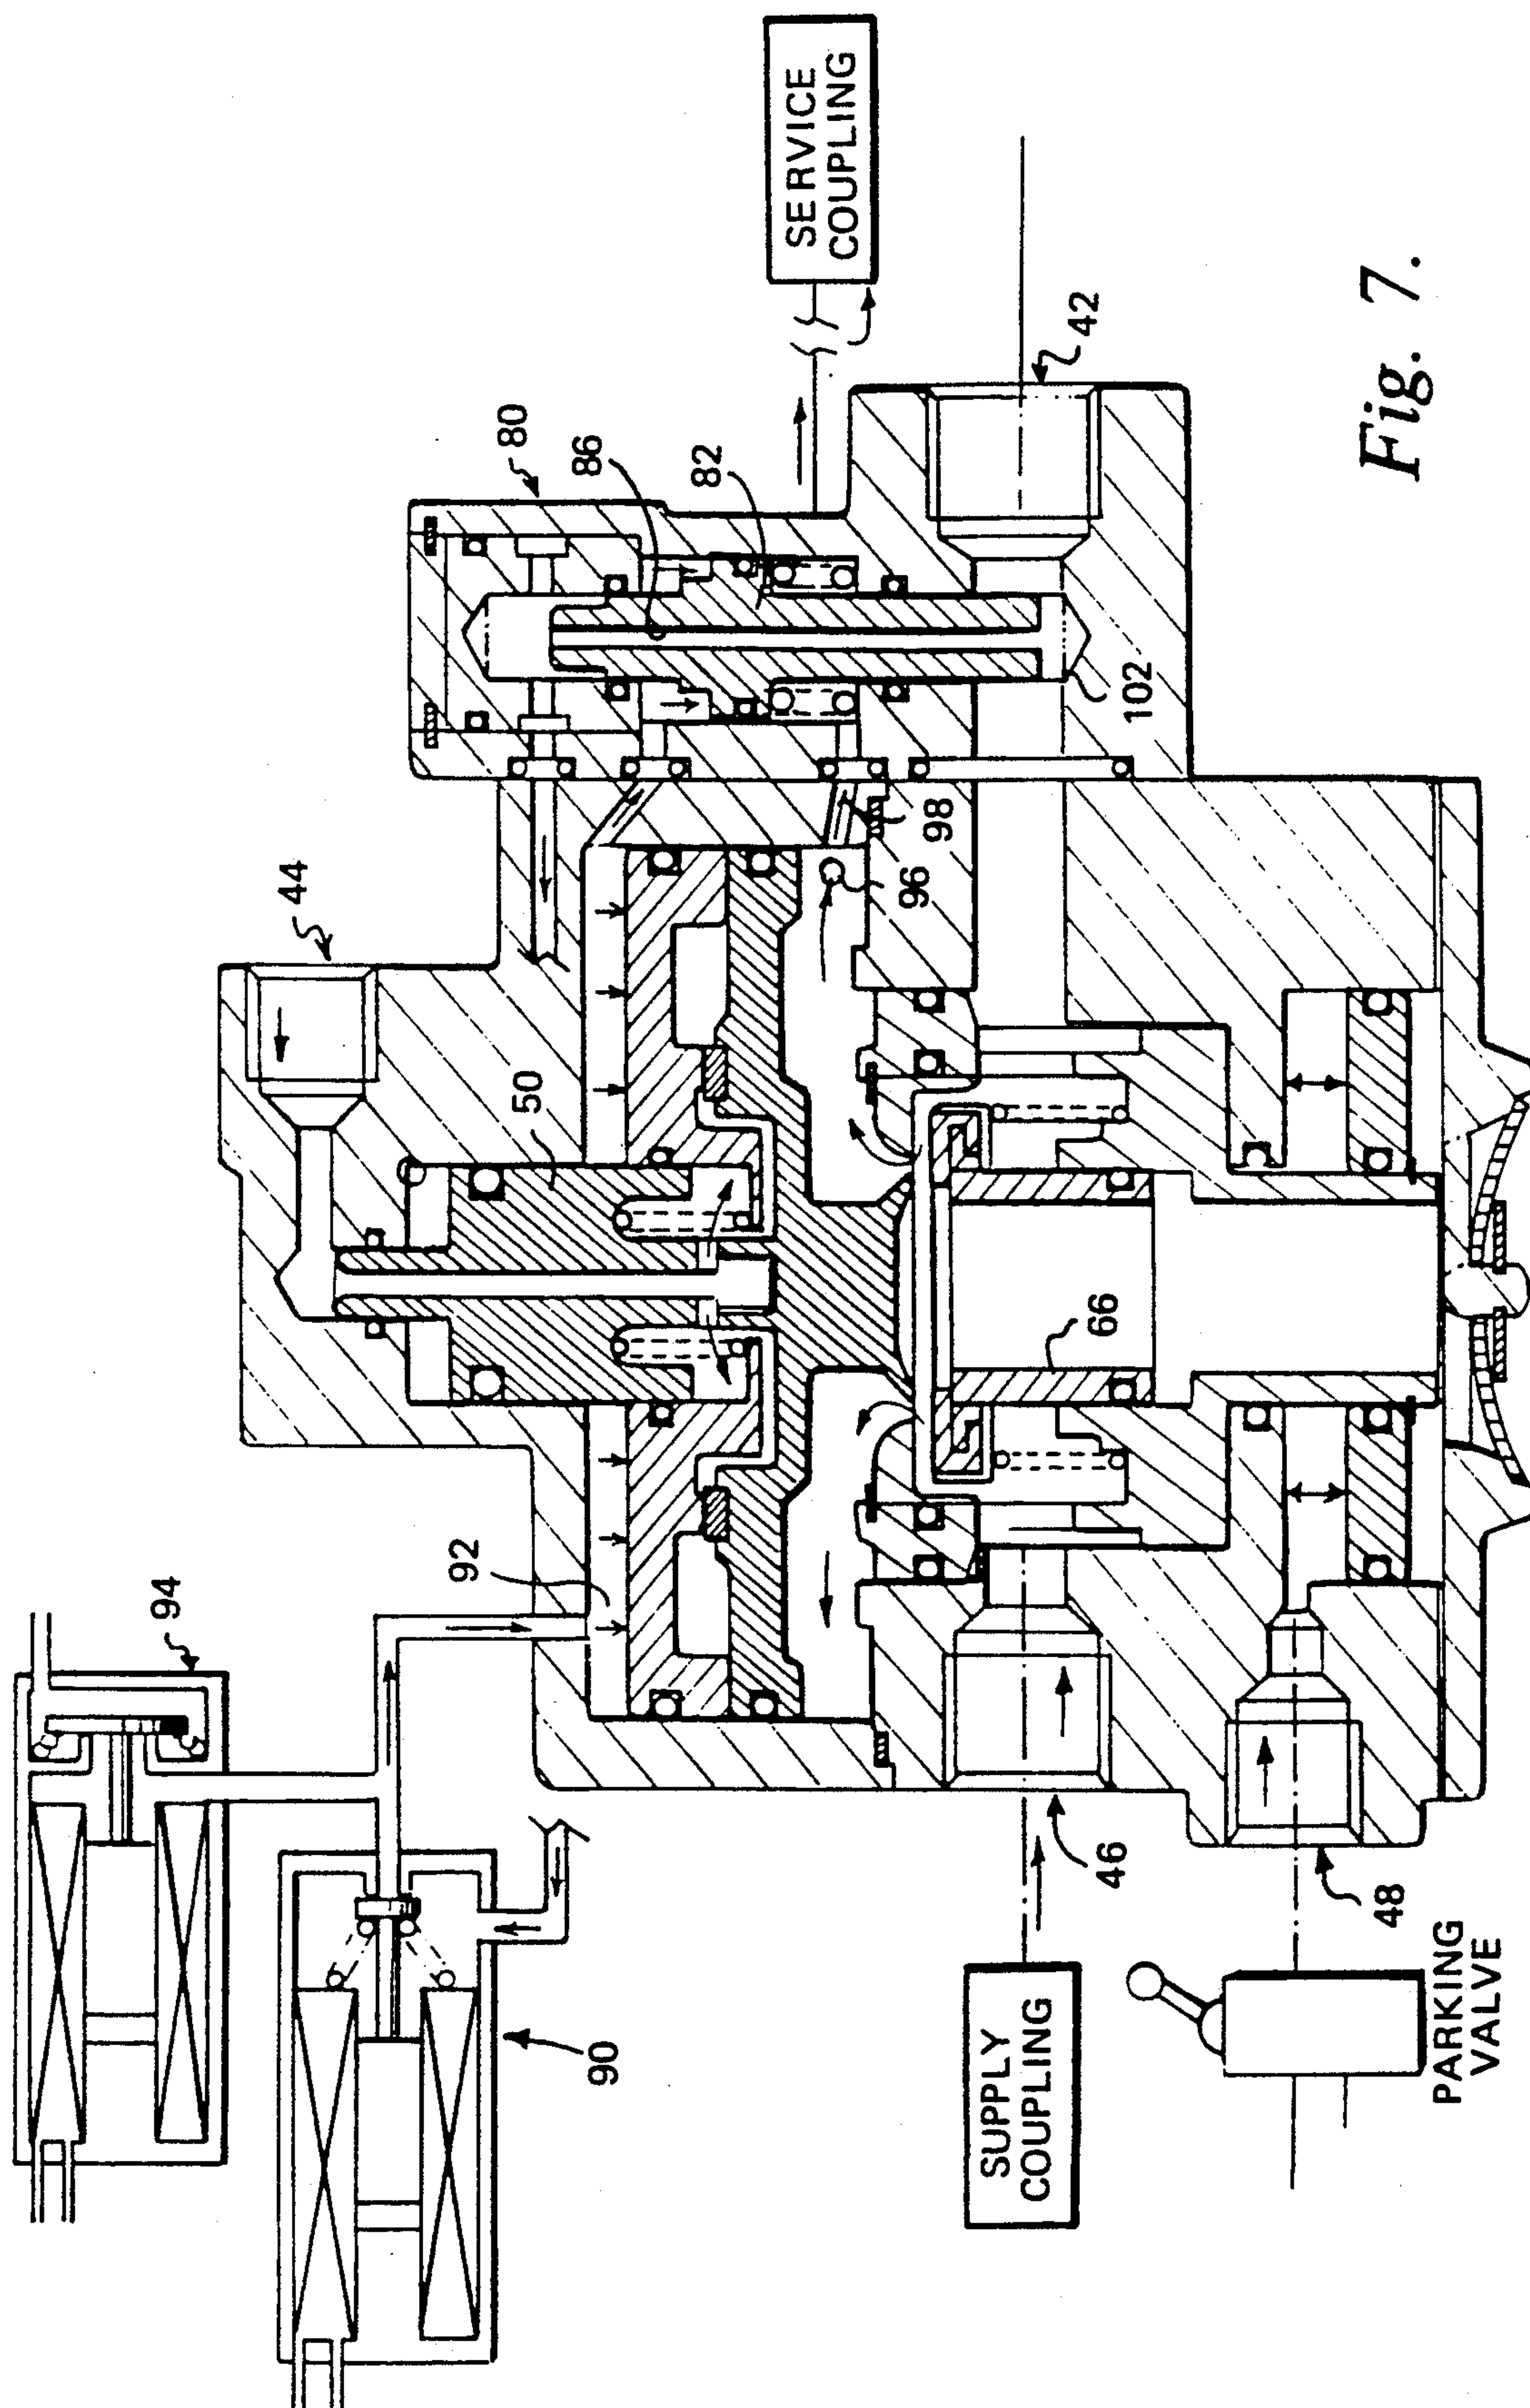 94
90
92
44
50
80
86
82
SERVICE
COUPLING
42
98
96
102
66
46
48
SUPPLY
COUPLING
PARKING
VALVE
Fig. 7.